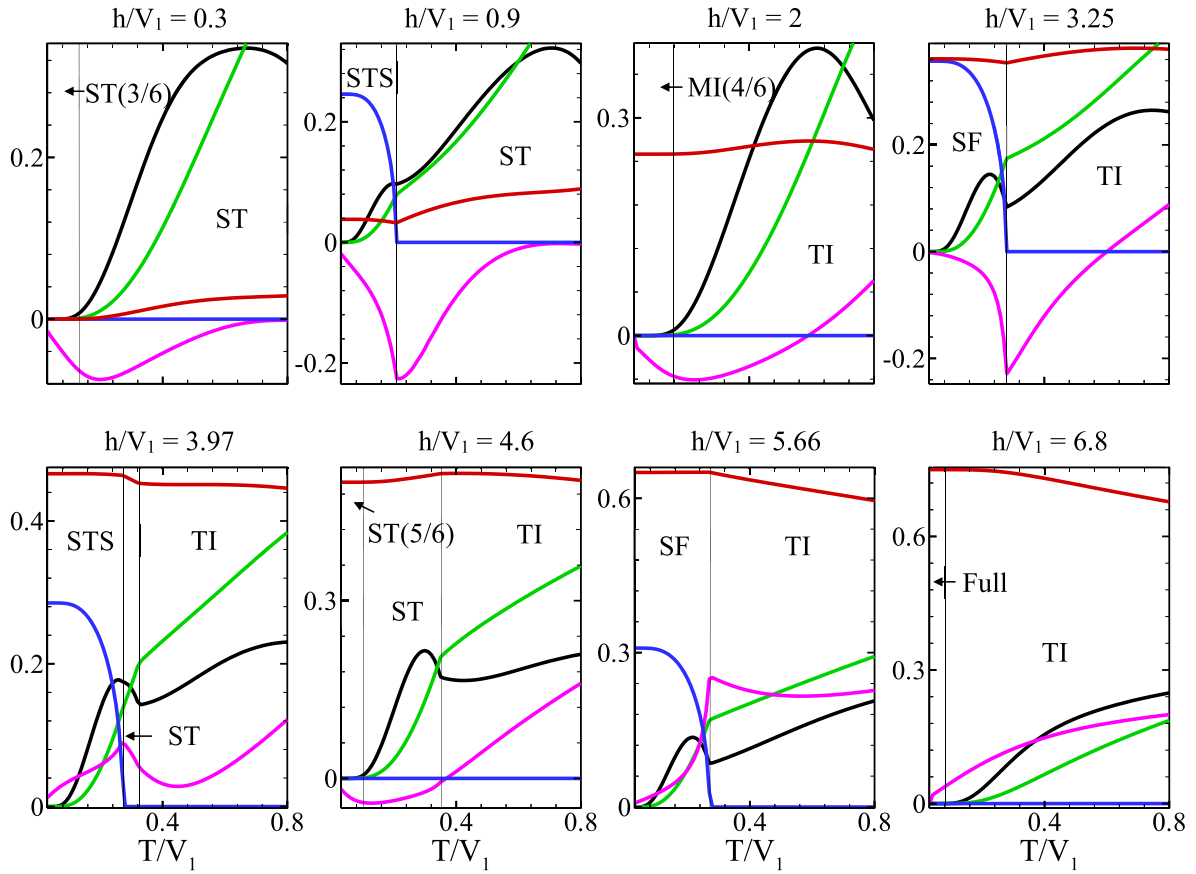 h/V₁ = 0.3
h/V₁ = 0.9
h/V₁ = 2
h/V₁ = 3.25
ST(3/6)
ST
0.2
0
STS
ST
0.2
0
-0.2
0.4
0.8
MI(4/6)
TI
0.3
0
SF
TI
0.2
0
-0.2
h/V₁ = 3.97
h/V₁ = 4.6
h/V₁ = 5.66
h/V₁ = 6.8
STS
TI
ST
0.4
0.2
0
0.4
0.8
T/V₁
ST(5/6)
TI
ST
0.3
0
0.4
0.8
T/V₁
SF
TI
0.6
0.3
0
0.4
0.8
T/V₁
Full
TI
0.6
0.3
0
0.4
0.8
T/V₁